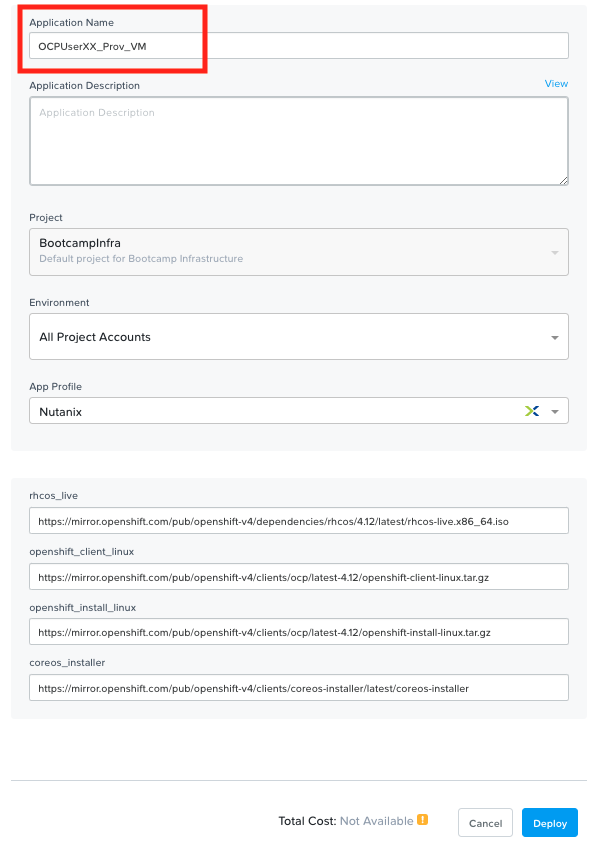 Application Name
OCPUserXX_Prov_VM
Application Description
View
Application Description
Project
BootcampInfra
Default project for Bootcamp Infrastructure
Environment
All Project Accounts
App Profile
Nutanix
rhcos_live
https://mirror.openshift.com/pub/openshift-v4/dependencies/rhcos/4.12/latest/rhcos-live.x86_64.iso
openshift_client_linux
https://mirror.openshift.com/pub/openshift-v4/clients/ocp/latest-4.12/openshift-client-linux.tar.gz
openshift_install_linux
https://mirror.openshift.com/pub/openshift-v4/clients/ocp/latest-4.12/openshift-install-linux.tar.gz
coreos_installer
https://mirror.openshift.com/pub/openshift-v4/clients/coreos-installer/latest/coreos-installer
Total Cost: Not Available !
Cancel
Deploy